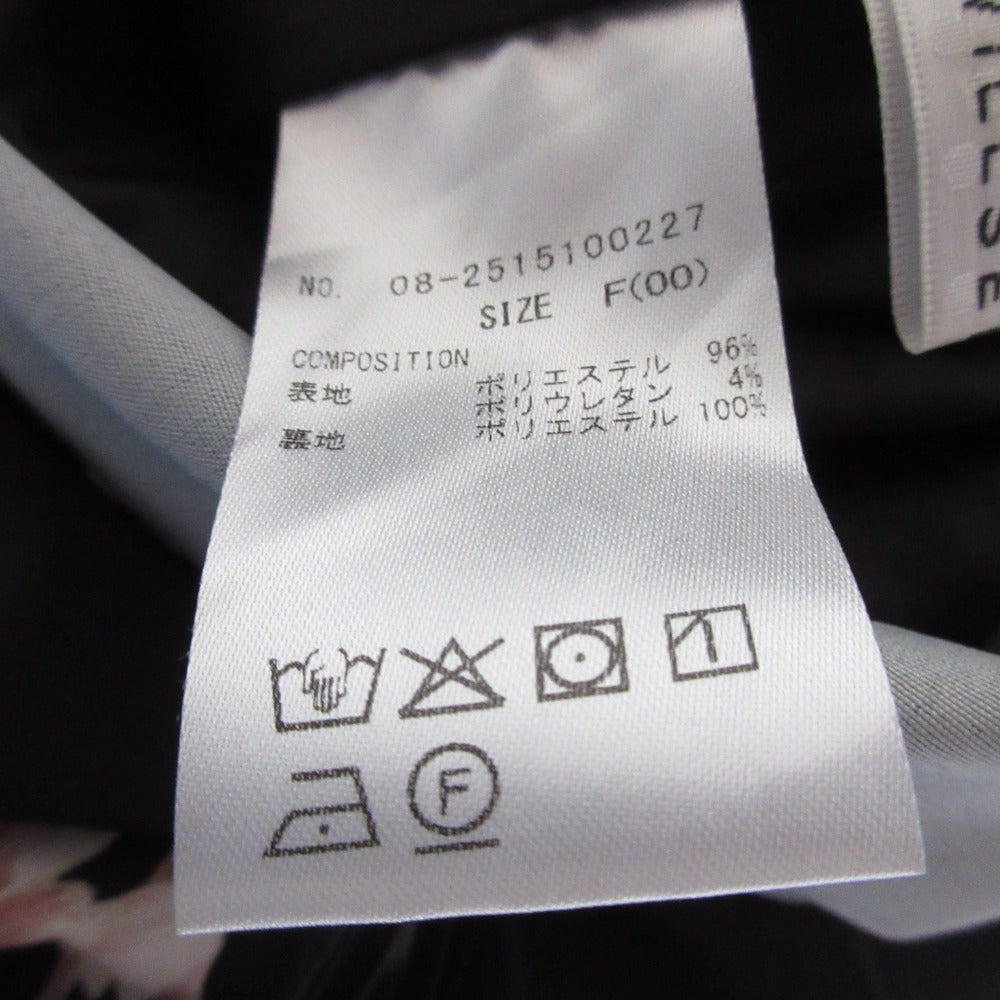 NO. 08-2515100227
SIZE F(00)
COMPOSITION
表地 ポリエステル 96%
ポリウレタン 4%
裏地 ポリエステル 100%
F